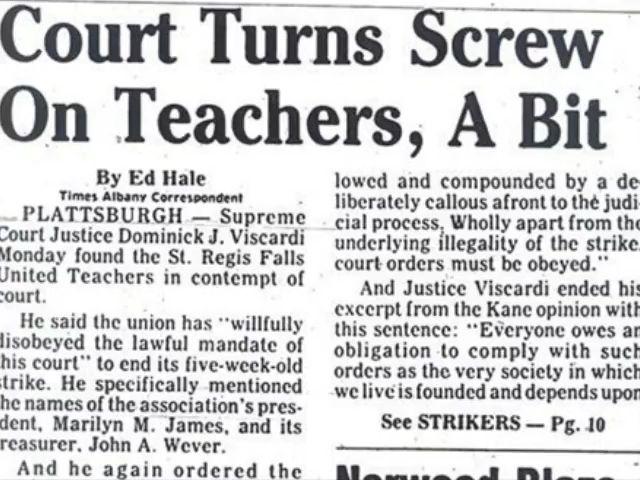 Court Turns Screw
On Teachers, A Bit
By Ed Hale
Times Albany Correspondent
PLATTSBURGH — Supreme
Court Justice Dominick J. Viscardi
Monday found the St. Regis Falls
United Teachers in contempt of
court.
He said the union has "willfully
disobeyed the lawful mandate of
this court" to end its five-week-old
strike. He specifically mentioned
the names of the association's pres-
ident, Marilyn M. James, and its
treasurer, John A. Wever.
And he again ordered the
lowed and compounded by a de-
liberately callous afront to the judi-
cial process, Wholly apart from the
underlying illegality of the strike,
court orders must be obeyed."
And Justice Viscardi ended his
excerpt from the Kane opinion with
this sentence: "Everyone owes an
obligation to comply with such
orders as the very society in which
we live is founded and depends upon
See STRIKERS — Pg. 10
Norwood